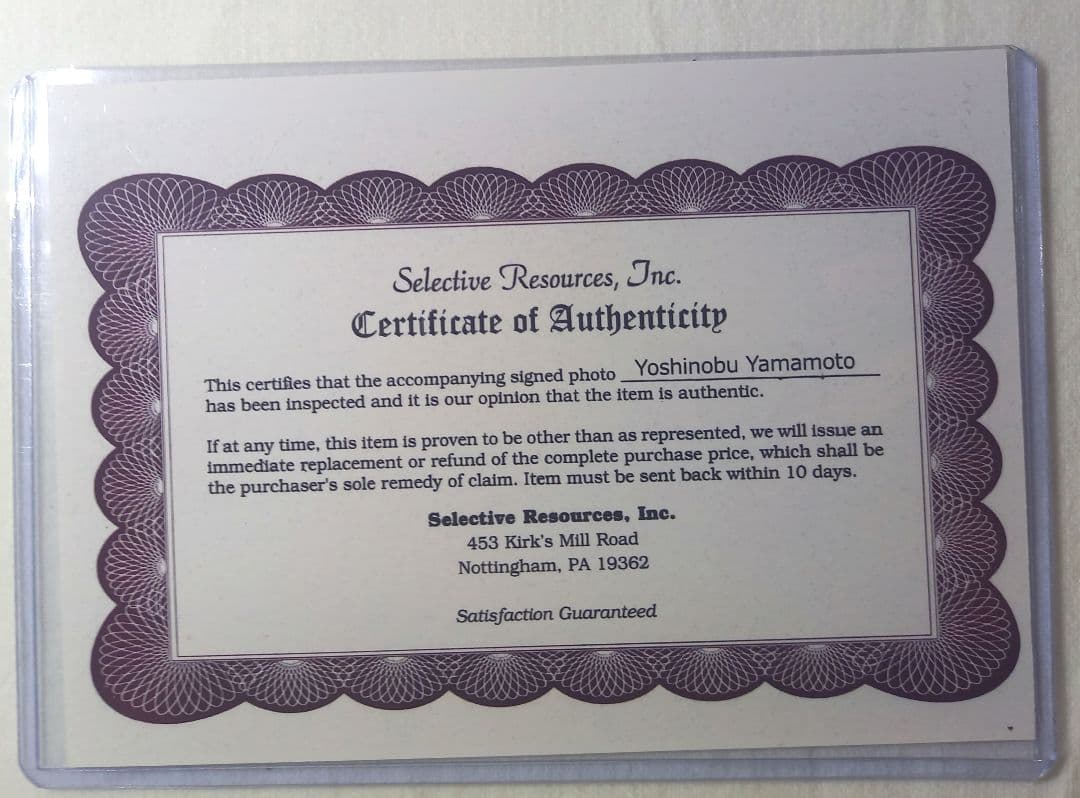 Selective Resources, Inc.
Certificate of Authenticity
This certifies that the accompanying signed photo Yoshinobu Yamamoto
has been inspected and it is our opinion that the item is authentic.
If at any time, this item is proven to be other than as represented, we will issue an
immediate replacement or refund of the complete purchase price, which shall be
the purchaser's sole remedy of claim. Item must be sent back within 10 days.
Selective Resources, Inc.
453 Kirk's Mill Road
Nottingham, PA 19362
Satisfaction Guaranteed